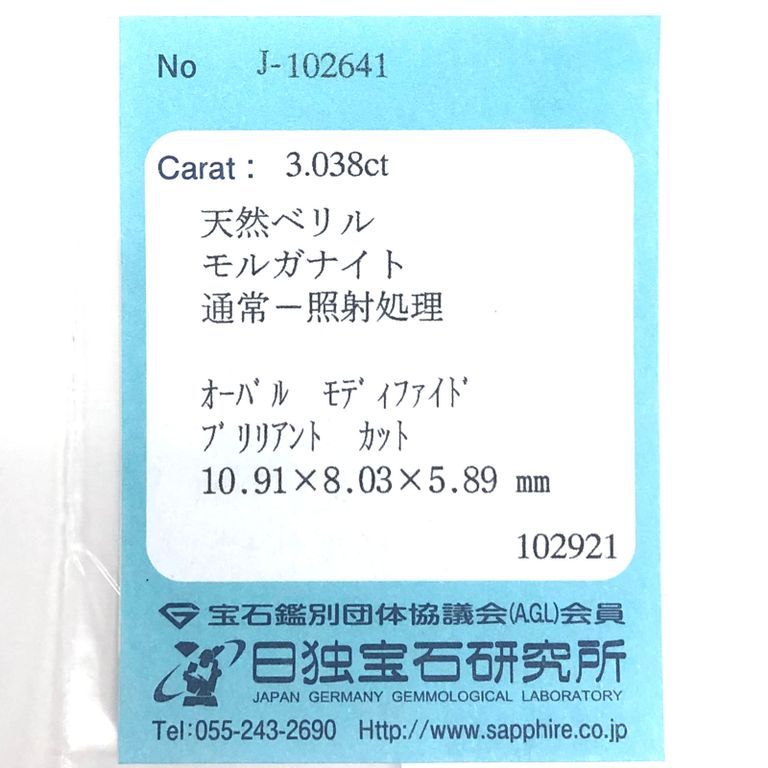 No J-102641
Carat: 3.038ct
天然ベリル
モルガナイト
通常－照射処理
ｵｰﾊﾞﾙ ﾓﾃﾞｨﾌｧｲﾄﾞ
ﾌﾞﾘﾘｱﾝﾄ ｶｯﾄ
10.91×8.03×5.89 mm
102921
宝石鑑別団体協議会(A.G.L)会員
日独宝石研究所
JAPAN GERMANY GEMMOLOGICAL LABORATORY
Tel:055-243-2690 Http://www.sapphire.co.jp